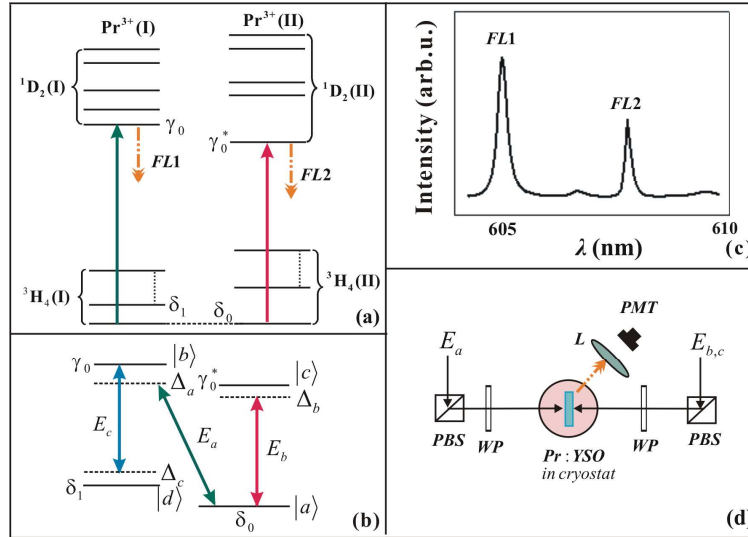 Pr³⁺(I)
Pr³⁺(II)
¹D₂(I)
¹D₂(II)
γ₀
γ₀*
FL1
FL2
³H₄(I)
³H₄(II)
δ₁
δ₀
(a)
γ₀
|b⟩
Δₐ
γ₀*
|c⟩
Δ_b
E_c
Eₐ
E_b
Δ_c
δ₁
|d⟩
|a⟩
δ₀
(b)
Intensity (arb.u.)
FL1
FL2
605
610
λ (nm)
(c)
PMT
L
Eₐ
E_b,c
PBS
WP
WP
PBS
Pr : YSO
in cryostat
(d)